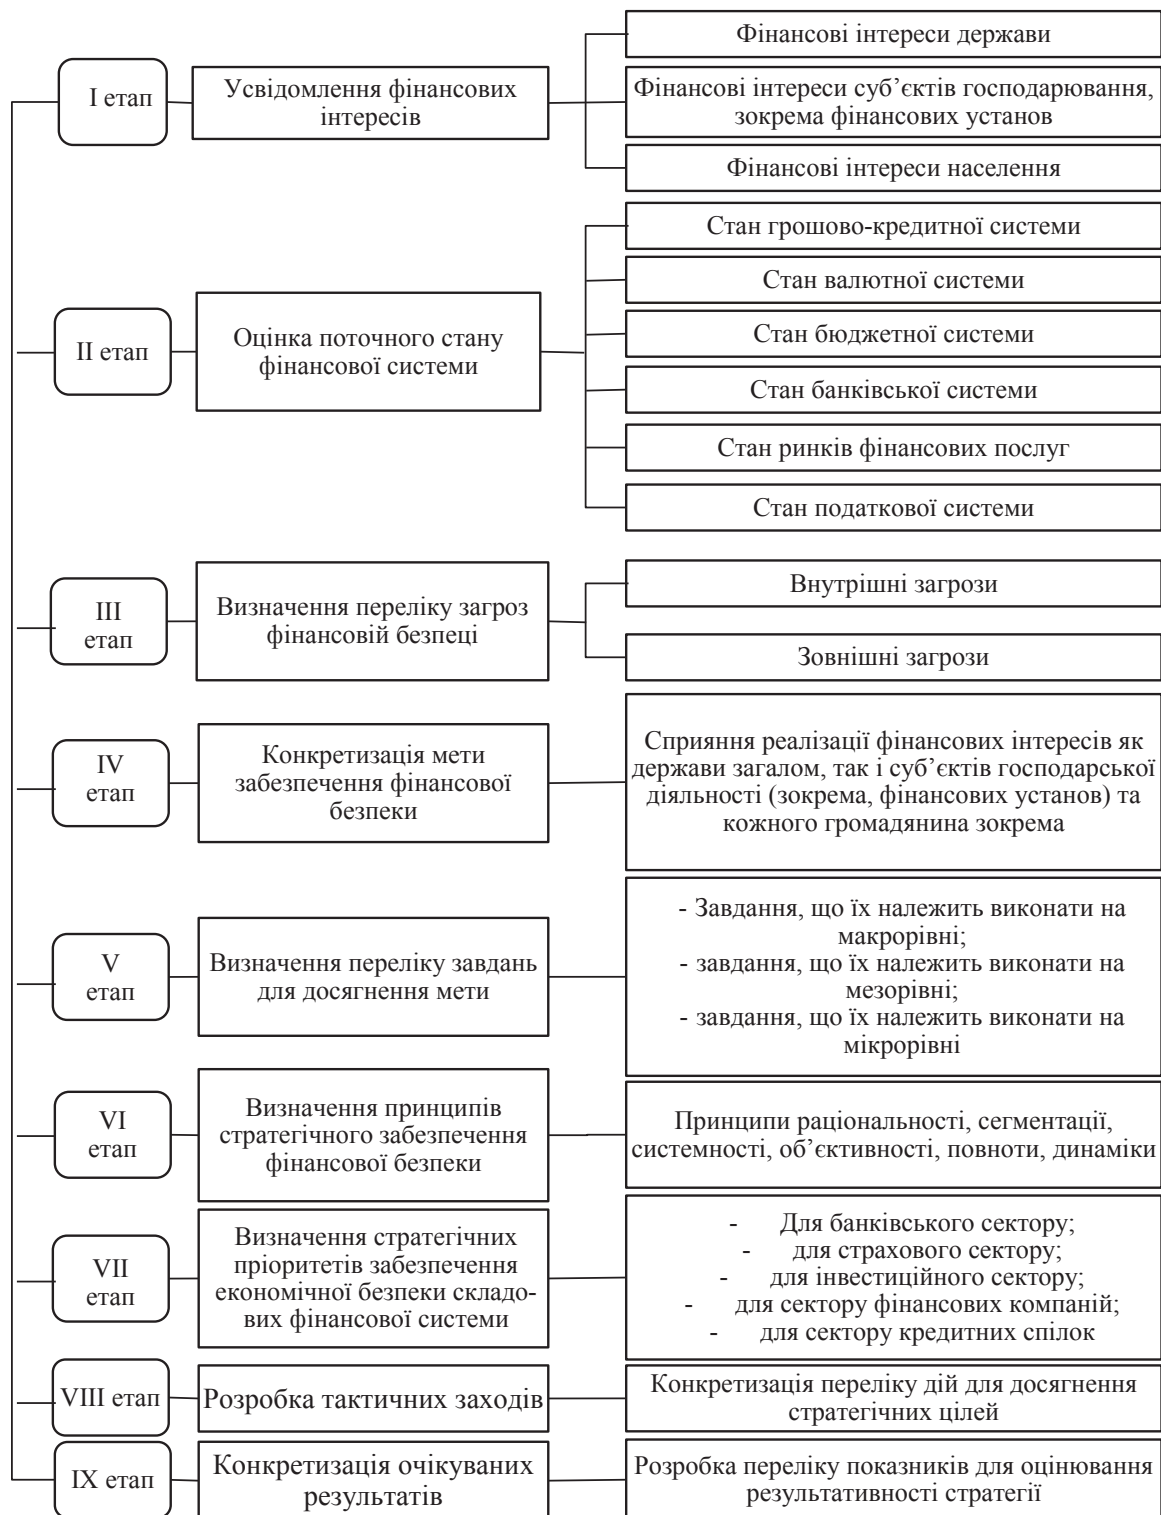 I етап
Усвідомлення фінансових
інтересів
Фінансові інтереси держави
Фінансові інтереси суб’єктів господарювання,
зокрема фінансових установ
Фінансові інтереси населення
II етап
Оцінка поточного стану
фінансової системи
Стан грошово-кредитної системи
Стан валютної системи
Стан бюджетної системи
Стан банківської системи
Стан ринків фінансових послуг
Стан податкової системи
III
етап
Визначення переліку загроз
фінансовій безпеці
Внутрішні загрози
Зовнішні загрози
IV
етап
Конкретизація мети
забезпечення фінансової
безпеки
Сприяння реалізації фінансових інтересів як
держави загалом, так і суб’єктів господарської
діяльності (зокрема, фінансових установ) та
кожного громадянина зокрема
V
етап
Визначення переліку завдань
для досягнення мети
- Завдання, що їх належить виконати на
макрорівні;
- завдання, що їх належить виконати на
мезорівні;
- завдання, що їх належить виконати на
мікрорівні
VI
етап
Визначення принципів
стратегічного забезпечення
фінансової безпеки
Принципи раціональності, сегментації,
системності, об’єктивності, повноти, динаміки
VII
етап
Визначення стратегічних
пріоритетів забезпечення
економічної безпеки складо-
вих фінансової системи
- Для банківського сектору;
- для страхового сектору;
- для інвестиційного сектору;
- для сектору фінансових компаній;
- для сектору кредитних спілок
VIII етап
Розробка тактичних заходів
Конкретизація переліку дій для досягнення
стратегічних цілей
IX етап
Конкретизація очікуваних
результатів
Розробка переліку показників для оцінювання
результативності стратегії